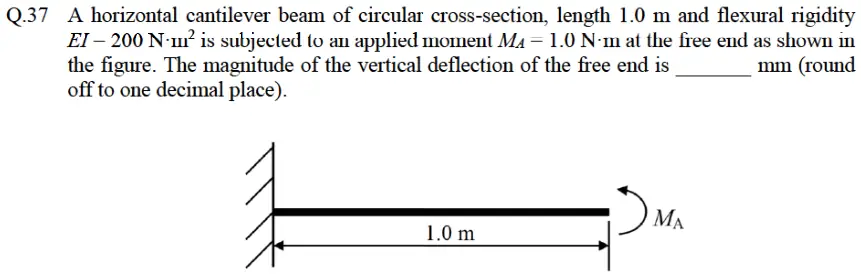 Q.37 A horizontal cantilever beam of circular cross-section, length 1.0 m and flexural rigidity
EI = 200 N·m² is subjected to an applied moment MA = 1.0 N·m at the free end as shown in
the figure. The magnitude of the vertical deflection of the free end is ________ mm (round
off to one decimal place).
MA
1.0 m